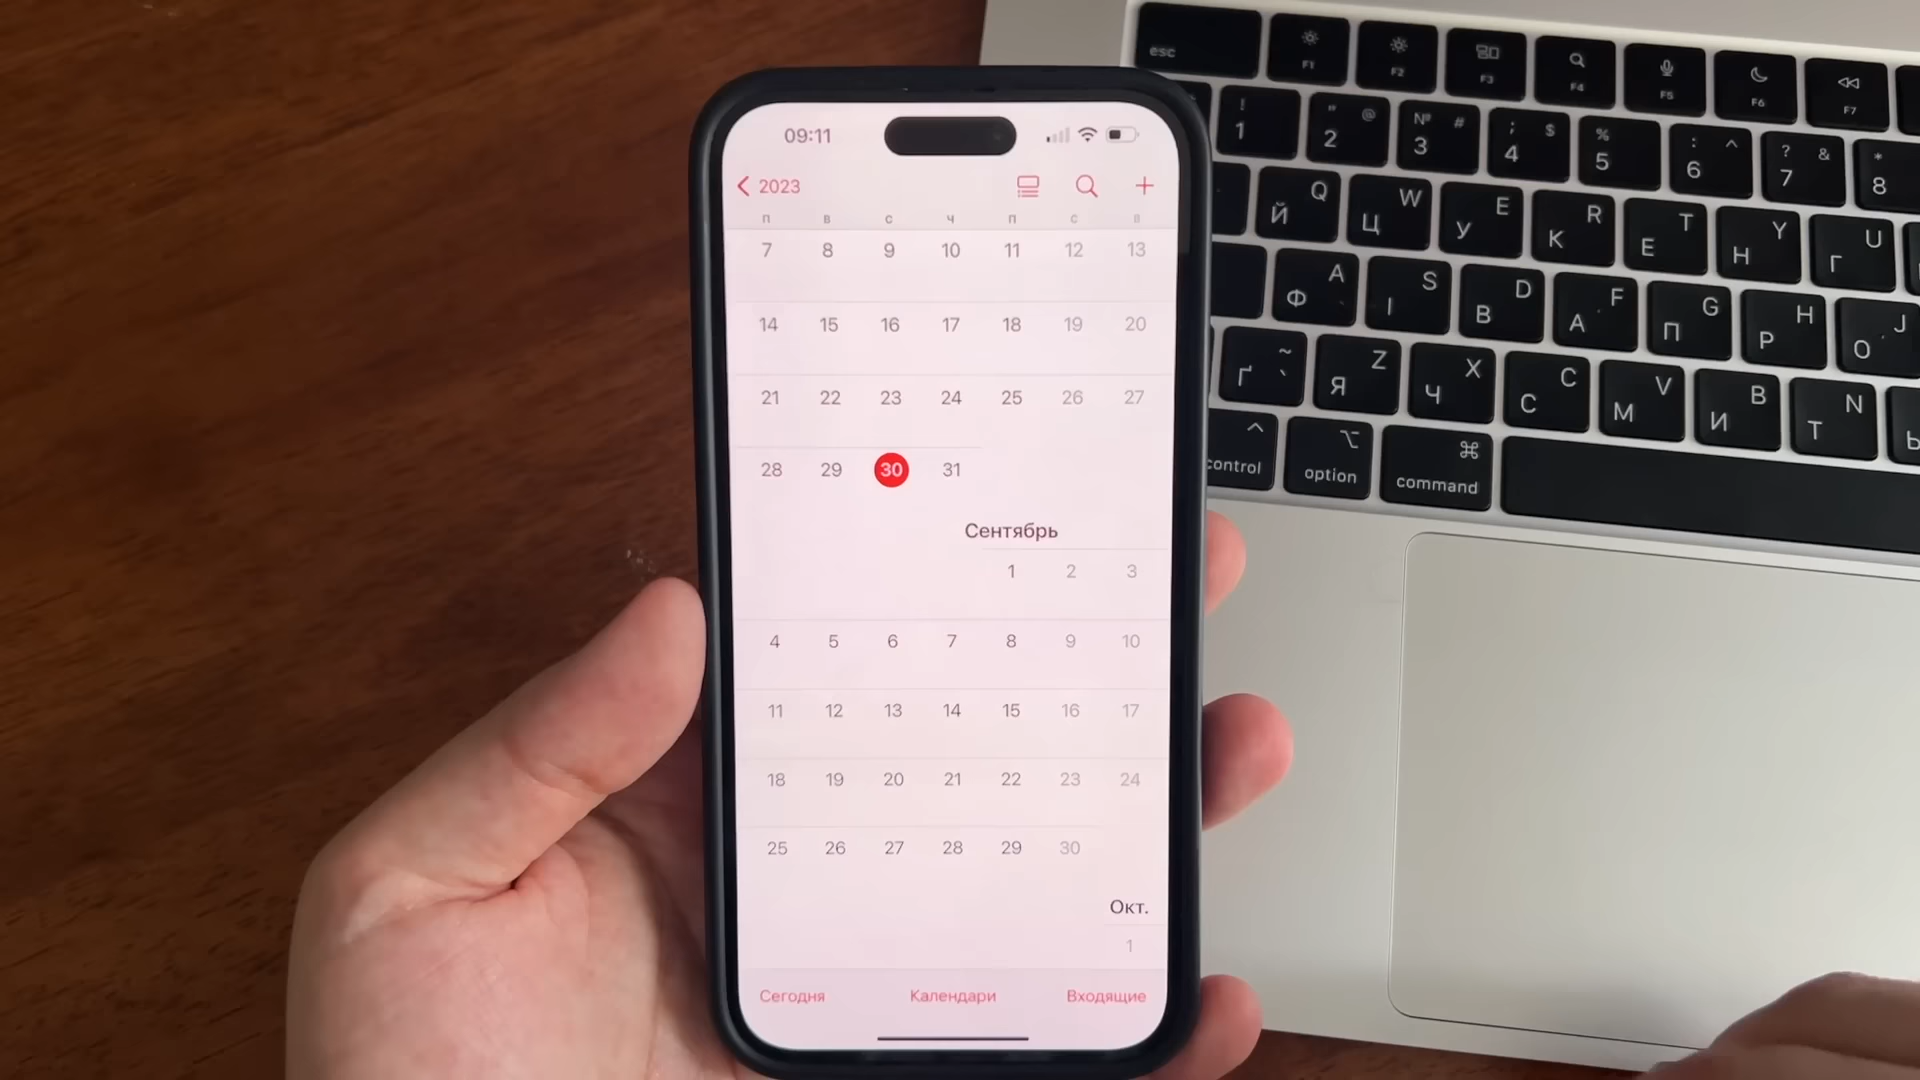 09:11
2023
п в с ч п с в
7 8 9 10 11 12 13
14 15 16 17 18 19 20
21 22 23 24 25 26 27
28 29 30 31
Сентябрь
1 2 3
4 5 6 7 8 9 10
11 12 13 14 15 16 17
18 19 20 21 22 23 24
25 26 27 28 29 30
Окт.
1
Сегодня Календари Входящие
esc F1 F2 F3 F4 F5 F6 F7
! 1 " @ 2 № # 3 ; $ 4 % 5 : ^ 6 ? & 7 * 8
Q Й W Ц E У R К T Е Y Н U Г
A Ф S І D В F А G П H Р J О
~ ` Ґ Z Я X Ч C С V М B И N Т Ь
^ control ⌥ option ⌘ command